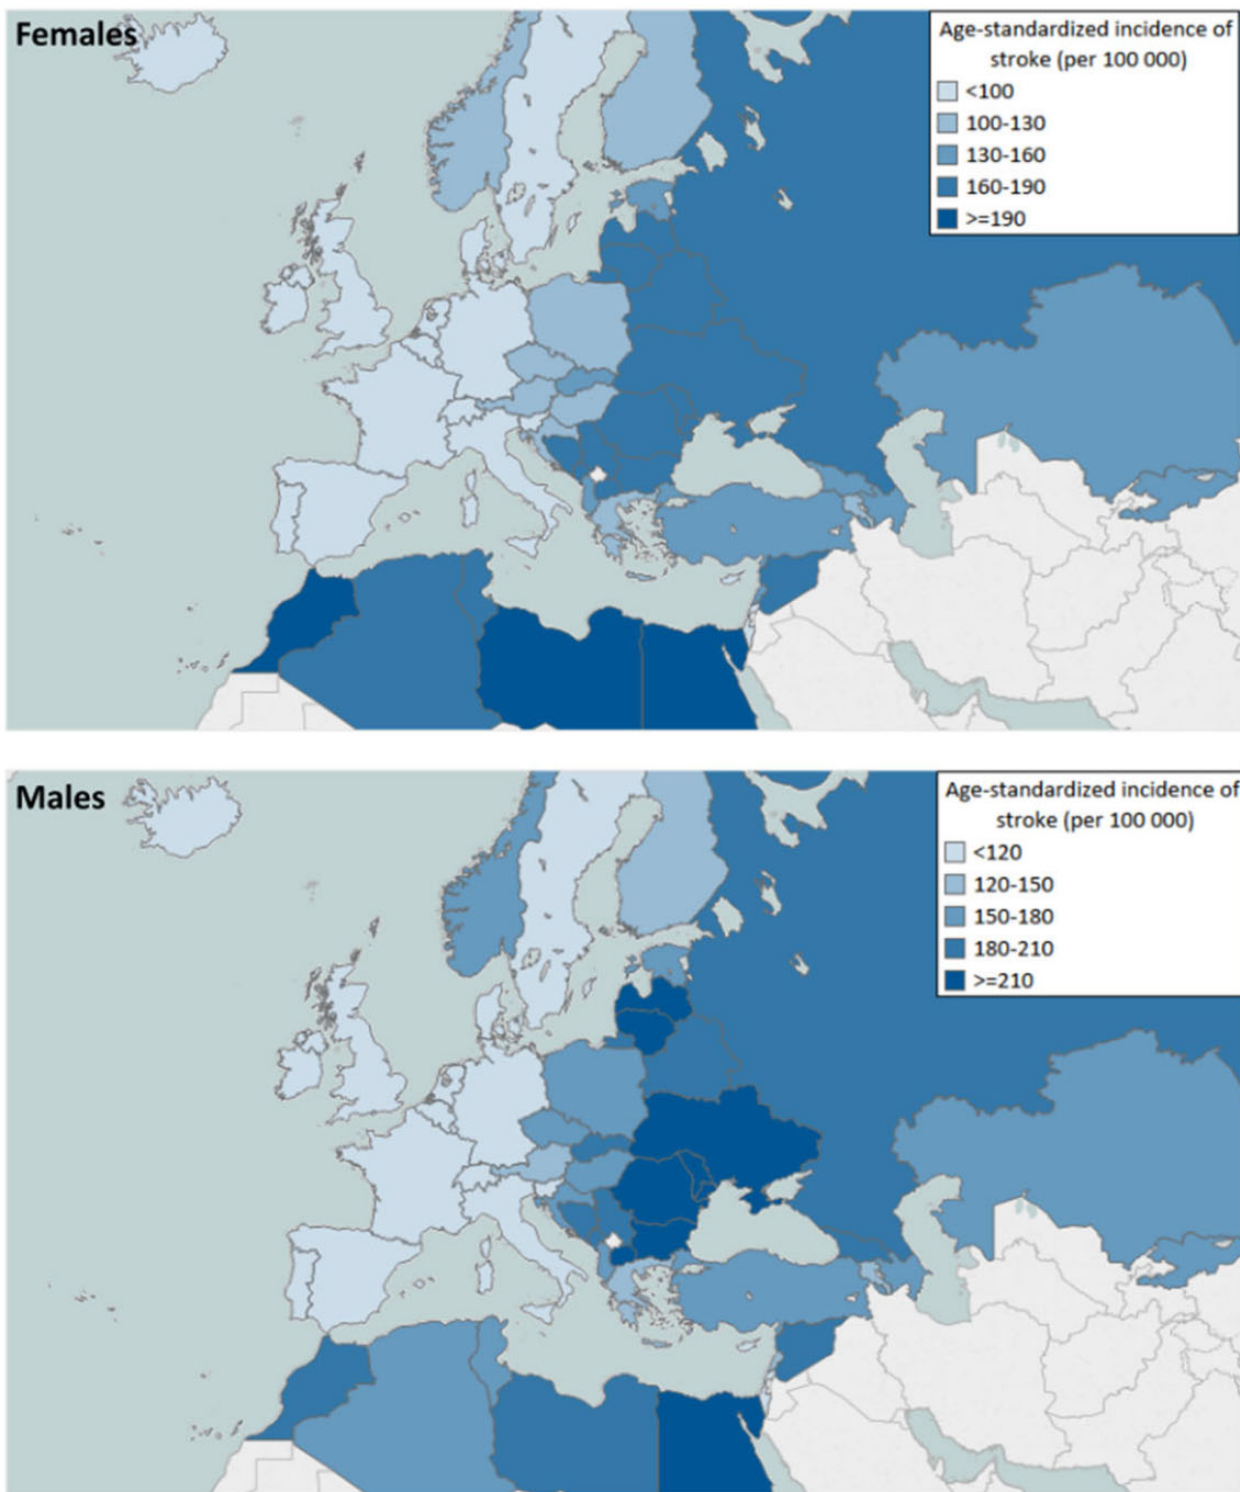 Females
Age-standardized incidence of
stroke (per 100 000)
<100
100-130
130-160
160-190
>=190
Males
Age-standardized incidence of
stroke (per 100 000)
<120
120-150
150-180
180-210
>=210